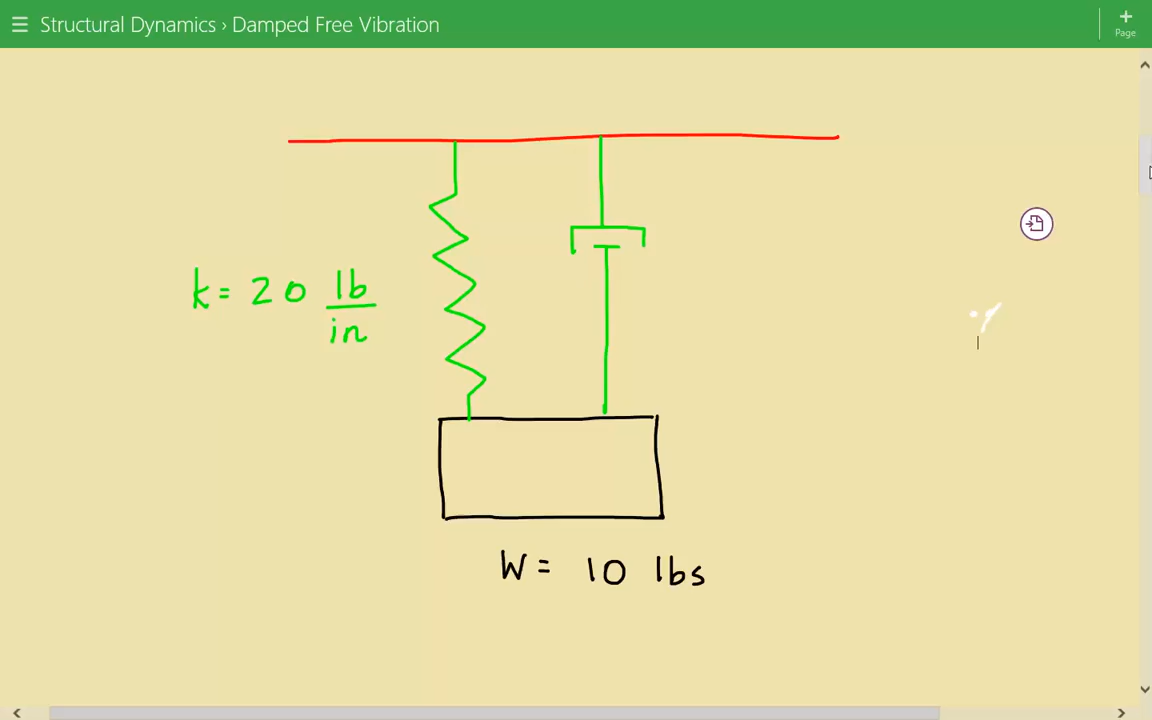 Structural Dynamics › Damped Free Vibration
Page
k = 20 lb/in
W = 10 lbs